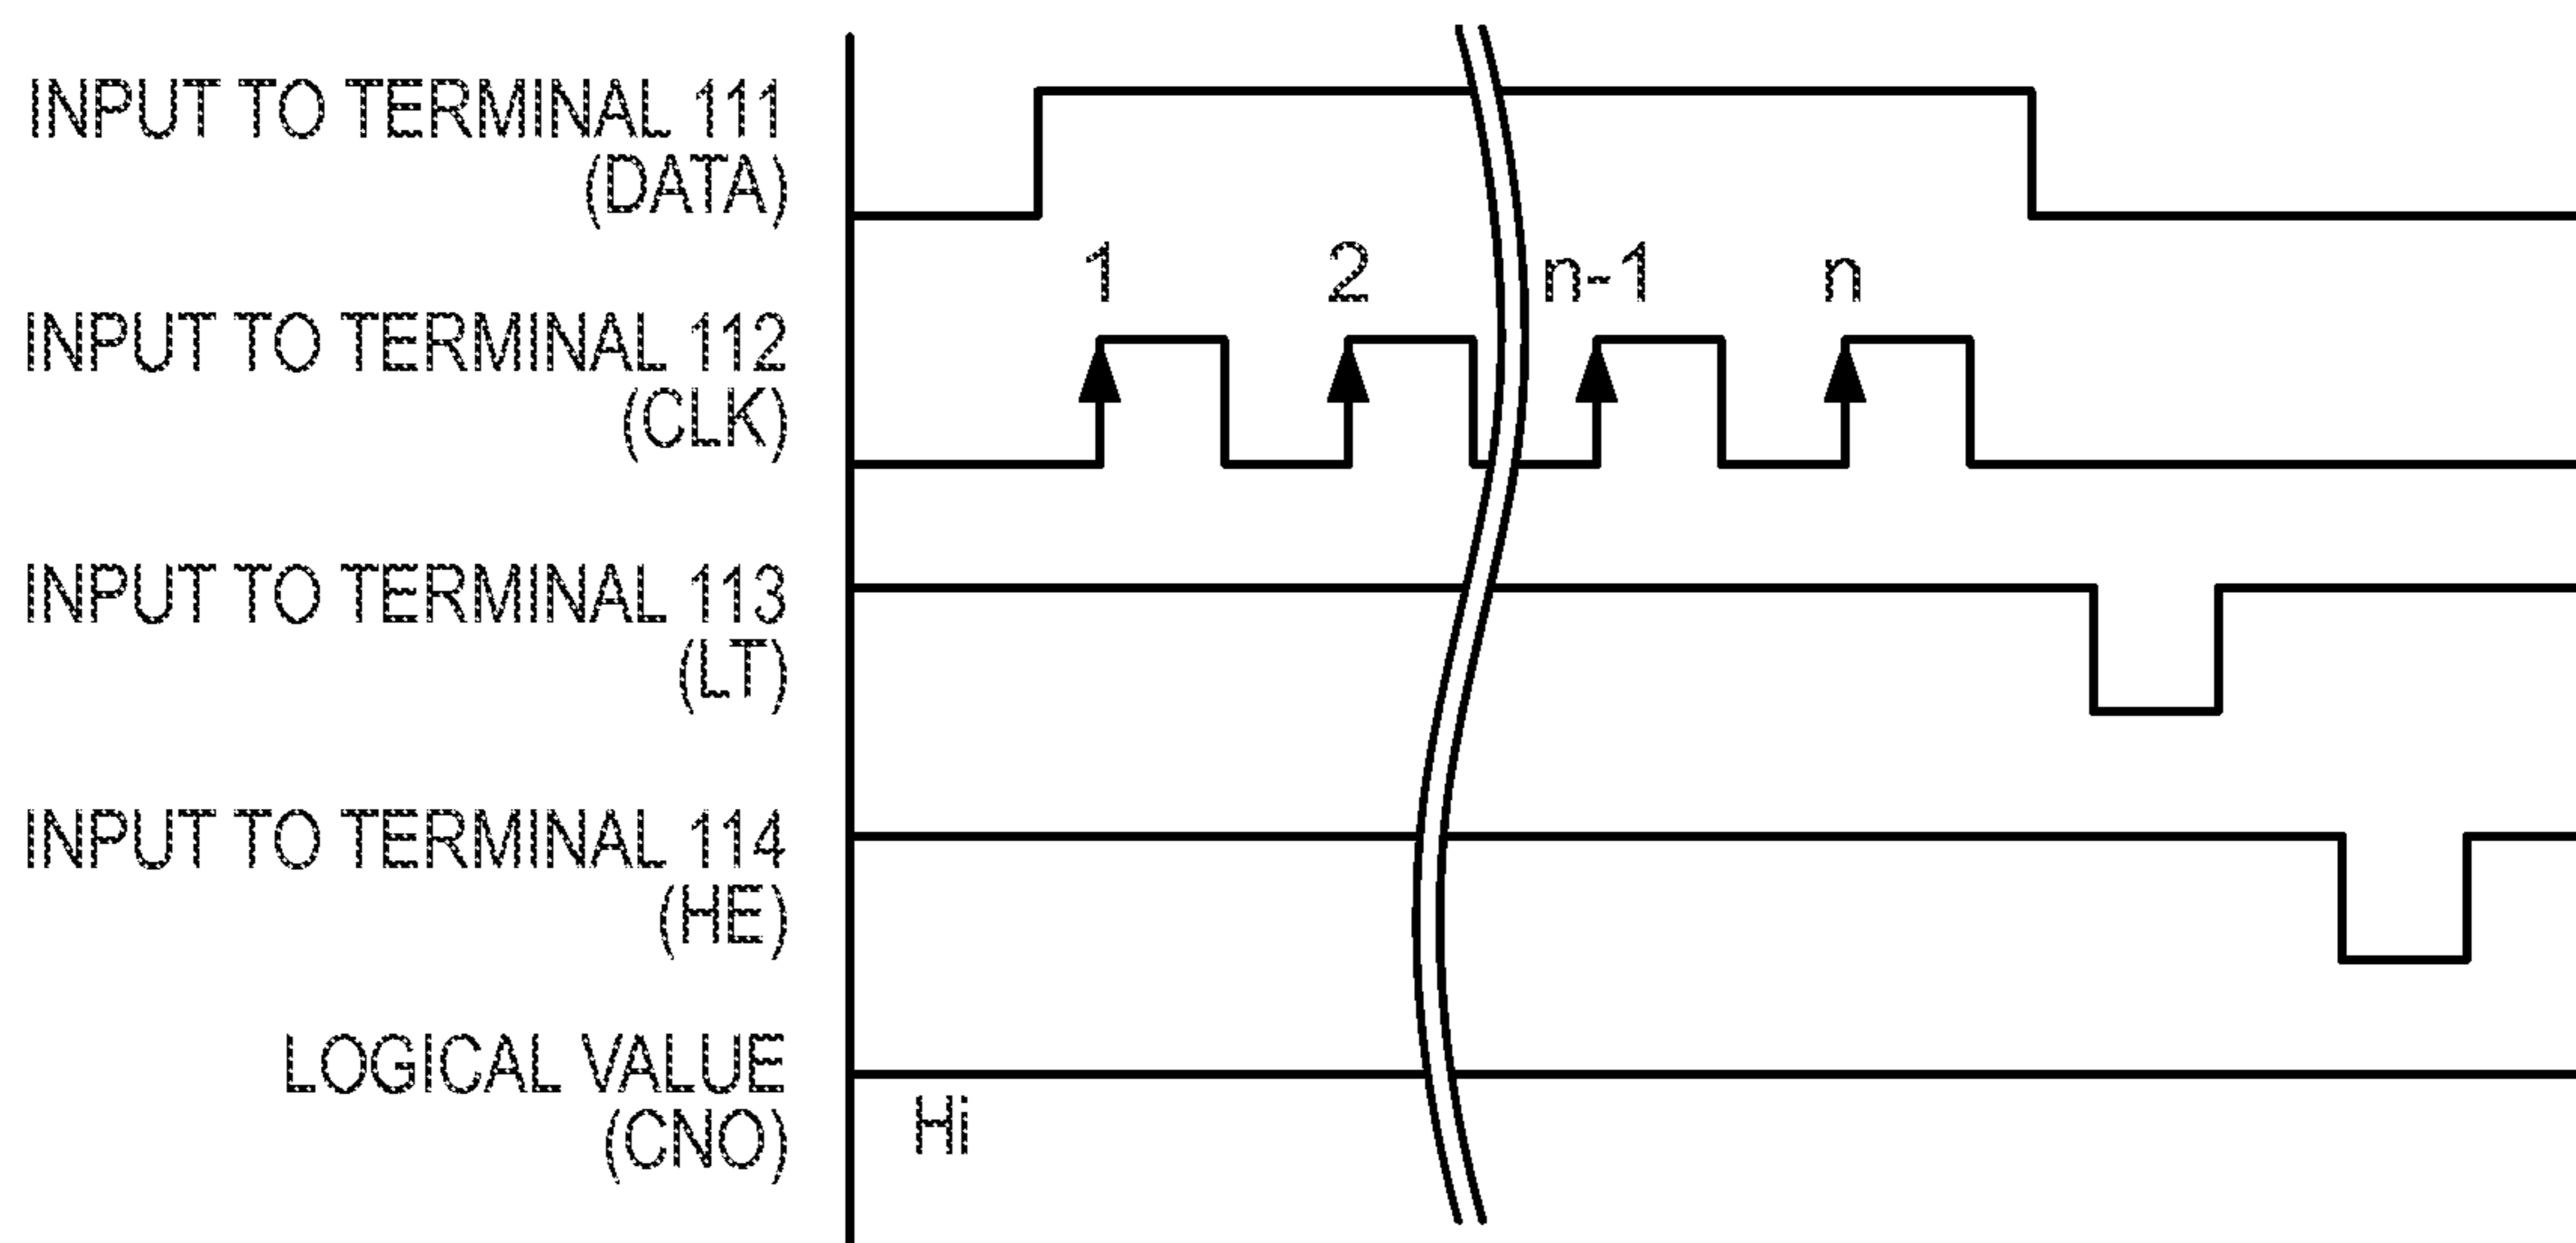 INPUT TO TERMINAL 111
(DATA)
1
2
n-1
n
INPUT TO TERMINAL 112
(CLK)
INPUT TO TERMINAL 113
(LT)
INPUT TO TERMINAL 114
(HE)
LOGICAL VALUE
(CNO)
Hi